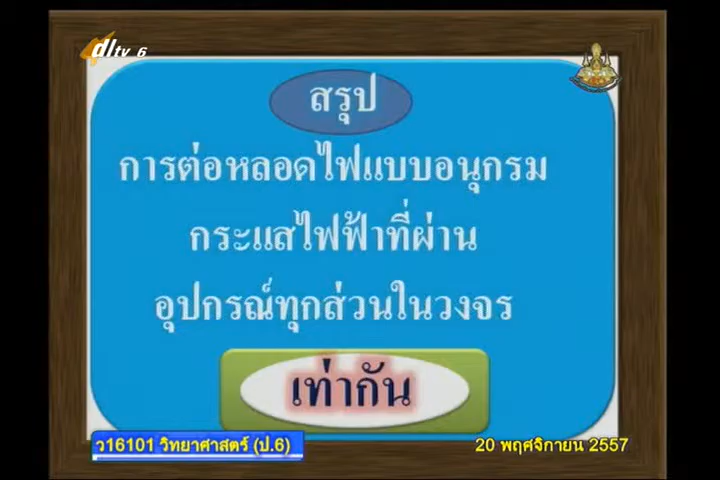 dltv 6
สรุป
การต่อหลอดไฟแบบอนุกรม
กระแสไฟฟ้าที่ผ่าน
อุปกรณ์ทุกส่วนในวงจร
เท่ากัน
ว16101 วิทยาศาสตร์ (ป.6)
20 พฤศจิกายน 2557